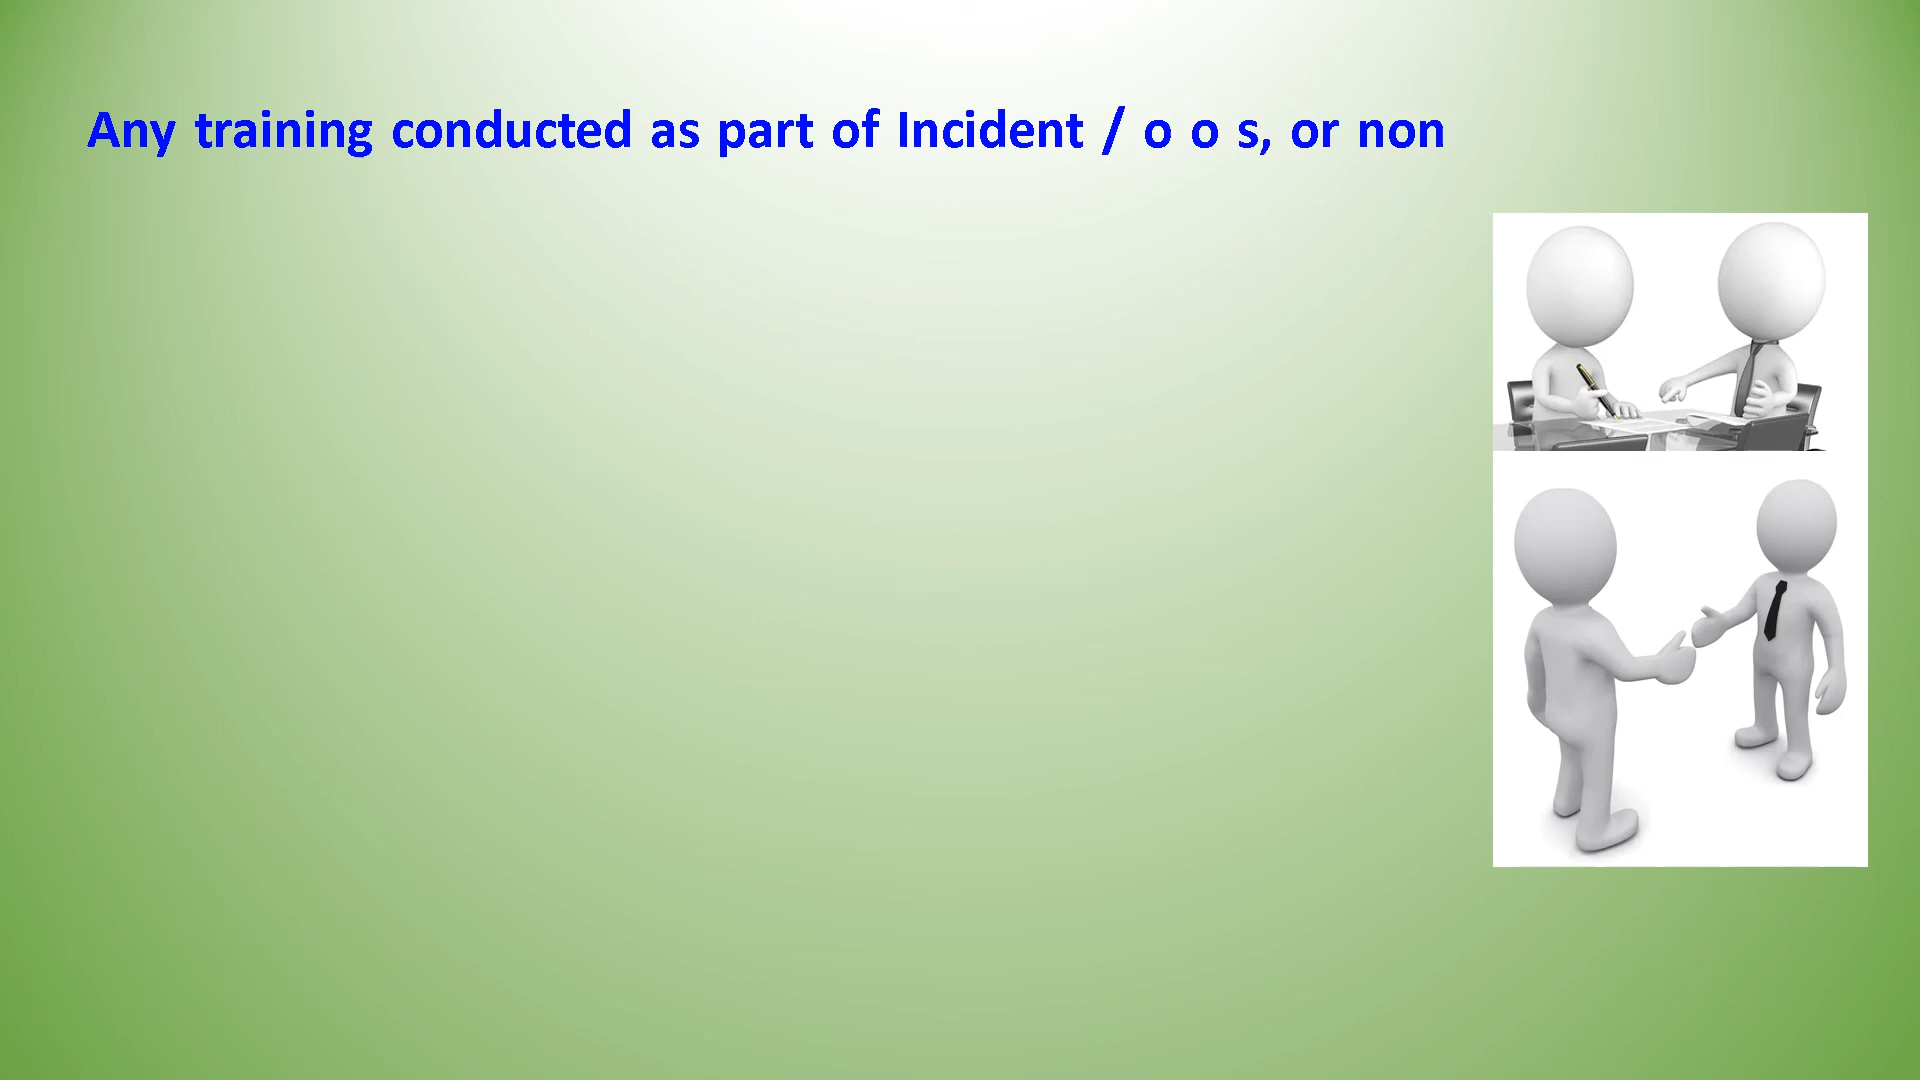 Any training conducted as part of Incident / o o s, or non